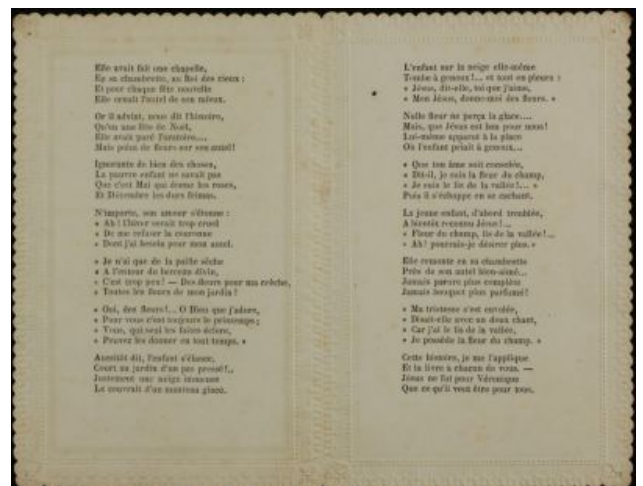 Elle avait fait une chapelle,
En sa chambrette, au Roi des cieux :
Et pour chaque fête nouvelle
Elle ornait l'autel de son mieux.
Or il advint, nous dit l'histoire,
Qu'en une fête de Noël,
Elle avait paré l'oratoire....
Mais point de fleurs sur son autel!
Ignorante de bien des choses,
La pauvre enfant ne savait pas
Que c'est Mai qui donne les roses,
Et Décembre les durs frimas.
N'importe, son amour s'étonne :
« Ah! l'hiver serait trop cruel
« De me refuser la couronne
« Dont j'ai besoin pour mon autel.
« Je n'ai que de la paille sèche
« A l'entour du berceau divin,
« C'est trop peu! — Des fleurs pour ma crèche,
« Toutes les fleurs de mon jardin!
« Oui, des fleurs!... O Dieu que j'adore,
« Pour vous c'est toujours le printemps;
« Vous, qui seul les faites éclore,
« Pouvez les donner en tout temps. »
Aussitôt dit, l'enfant s'élance,
Court au jardin d'un pas pressé!..
Justement une neige immense
Le couvrait d'un manteau glacé.
L'enfant sur la neige elle-même
Tombe à genoux!... et tout en pleurs :
« Jésus, dit-elle, toi que j'aime,
« Mon Jésus, donne-moi des fleurs. »
Nulle fleur ne perça la glace....
Mais, que Jésus est bon pour nous!
Lui-même apparut à la place
Où l'enfant priait à genoux...
« Que ton âme soit consolée,
« Dit-il, je suis la fleur du champ,
« Je suis le lis de la vallée!... »
Puis il s'échappe en se cachant.
La jeune enfant, d'abord troublée,
A bientôt reconnu Jésus!...
« Fleur du champ, lis de la vallée!...
« Ah! pourrais-je désirer plus. »
Elle remonte en sa chambrette
Près de son autel bien-aimé...
Jamais parure plus complète
Jamais bouquet plus parfumé!
« Ma tristesse s'est envolée,
« Disait-elle avec un doux chant,
« Car j'ai le lis de la vallée,
« Je possède la fleur du champ. »
Cette histoire, je me l'applique
Et la livre à chacun de vous. —
Jésus ne fut pour Véronique
Que ce qu'il veut être pour tous.